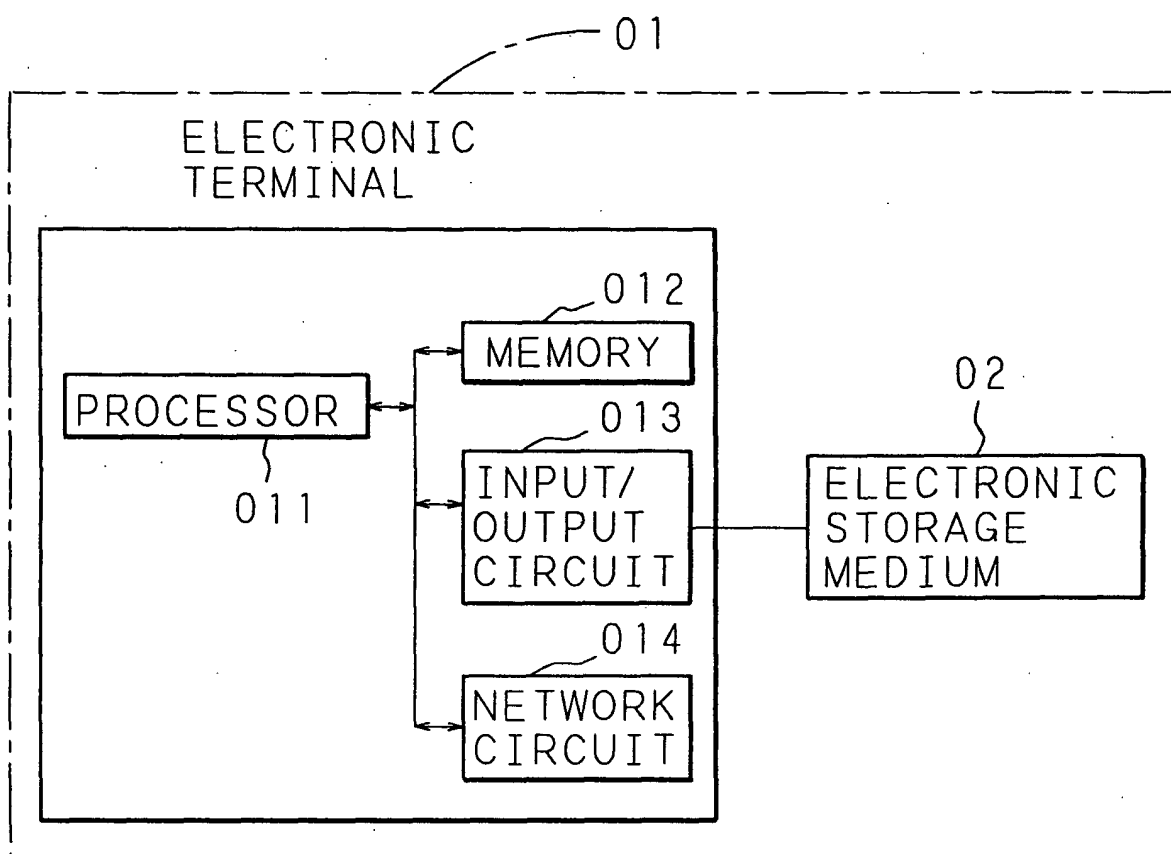 01
ELECTRONIC
TERMINAL
012
MEMORY
PROCESSOR
011
013
INPUT/
OUTPUT
CIRCUIT
02
ELECTRONIC
STORAGE
MEDIUM
014
NETWORK
CIRCUIT